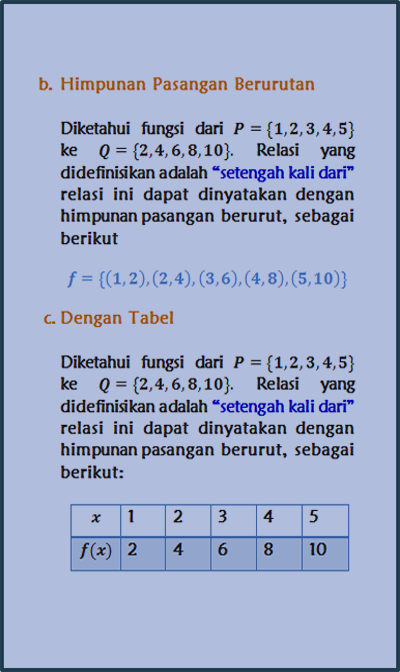 b. Himpunan Pasangan Berurutan
Diketahui fungsi dari P = {1,2,3,4,5}
ke Q = {2,4,6,8,10}. Relasi yang
didefinisikan adalah “setengah kali dari”
relasi ini dapat dinyatakan dengan
himpunan pasangan berurut, sebagai
berikut
f = {(1,2),(2,4),(3,6),(4,8),(5,10)}
c. Dengan Tabel
Diketahui fungsi dari P = {1,2,3,4,5}
ke Q = {2,4,6,8,10}. Relasi yang
didefinisikan adalah “setengah kali dari”
relasi ini dapat dinyatakan dengan
himpunan pasangan berurut, sebagai
berikut:
x 1 2 3 4 5
f(x) 2 4 6 8 10